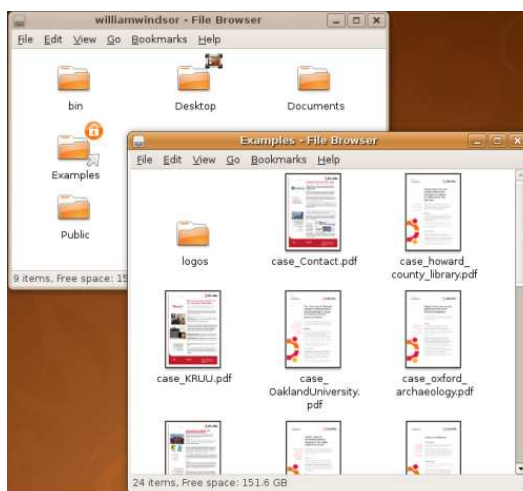 williamwindsor - File Browser
File Edit View Go Bookmarks Help
bin
Desktop
Documents
Examples
Public
9 items, Free space: 15
Examples - File Browser
File Edit View Go Bookmarks Help
logos
case_Contact.pdf
case_howard_
county_library.pdf
case_KRUU.pdf
case_
OaklandUniversity.
pdf
case_oxford_
archaeology.pdf
24 items, Free space: 151.6 GB